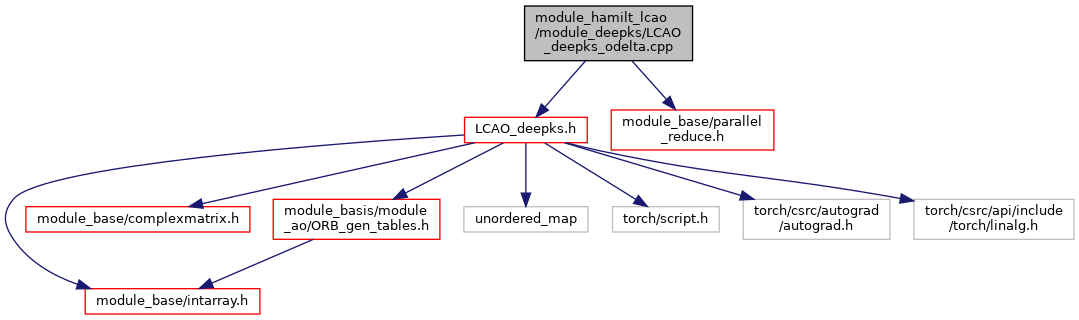 module_hamilt_lcao
/module_deepks/LCAO
_deepks_odelta.cpp
LCAO_deepks.h
module_base/parallel
_reduce.h
module_base/complexmatrix.h
module_basis/module
_ao/ORB_gen_tables.h
unordered_map
torch/script.h
torch/csrc/autograd
/autograd.h
torch/csrc/api/include
/torch/linalg.h
module_base/intarray.h